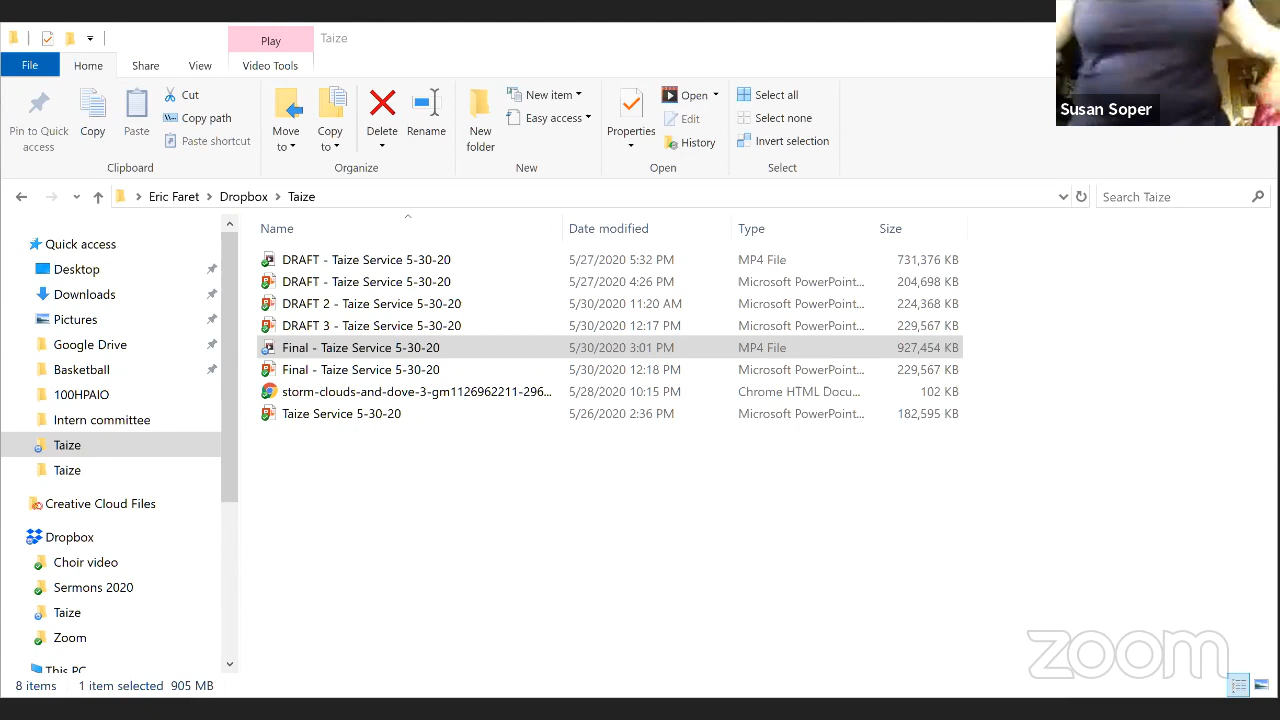 Play
Taize
File
Home
Share
View
Video Tools
Pin to Quick access
Copy
Paste
Cut
Copy path
Paste shortcut
Clipboard
Move to
Copy to
Delete
Rename
Organize
New folder
New item
Easy access
New
Properties
Open
Edit
History
Open
Select all
Select none
Invert selection
Select
Susan Soper
Eric Faret > Dropbox > Taize
Search Taize
Name Date modified Type Size
DRAFT - Taize Service 5-30-20 5/27/2020 5:32 PM MP4 File 731,376 KB
DRAFT - Taize Service 5-30-20 5/27/2020 4:26 PM Microsoft PowerPoint... 204,698 KB
DRAFT 2 - Taize Service 5-30-20 5/30/2020 11:20 AM Microsoft PowerPoint... 224,368 KB
DRAFT 3 - Taize Service 5-30-20 5/30/2020 12:17 PM Microsoft PowerPoint... 229,567 KB
Final - Taize Service 5-30-20 5/30/2020 3:01 PM MP4 File 927,454 KB
Final - Taize Service 5-30-20 5/30/2020 12:18 PM Microsoft PowerPoint... 229,567 KB
storm-clouds-and-dove-3-gm1126962211-296... 5/28/2020 10:15 PM Chrome HTML Docu... 102 KB
Taize Service 5-30-20 5/26/2020 2:36 PM Microsoft PowerPoint... 182,595 KB
Quick access
Desktop
Downloads
Pictures
Google Drive
Basketball
100HPAIO
Intern committee
Taize
Taize
Creative Cloud Files
Dropbox
Choir video
Sermons 2020
Taize
Zoom
This PC
8 items 1 item selected 905 MB
zoom